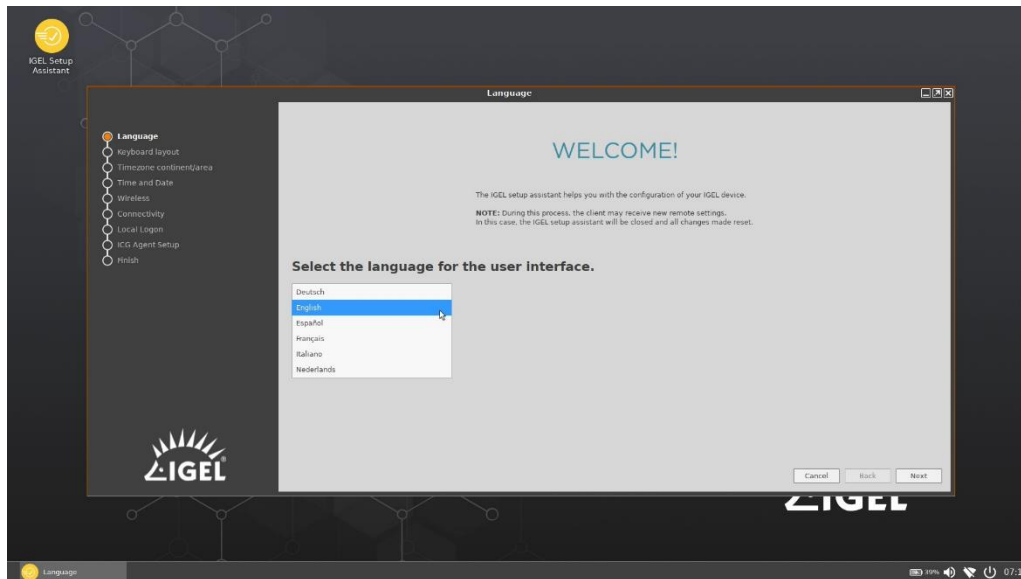 IGEL Setup
Assistant
Language
Language
Keyboard layout
Timezone continent/area
Time and Date
Wireless
Connectivity
Local Logon
ICG Agent Setup
Finish
WELCOME!
The IGEL setup assistant helps you with the configuration of your IGEL device.
NOTE: During this process, the client may receive new remote settings.
In this case, the IGEL setup assistant will be closed and all changes made reset.
Select the language for the user interface.
Deutsch
English
Español
Français
Italiano
Nederlands
IGEL
Cancel Back Next
IGEL
Language
39%